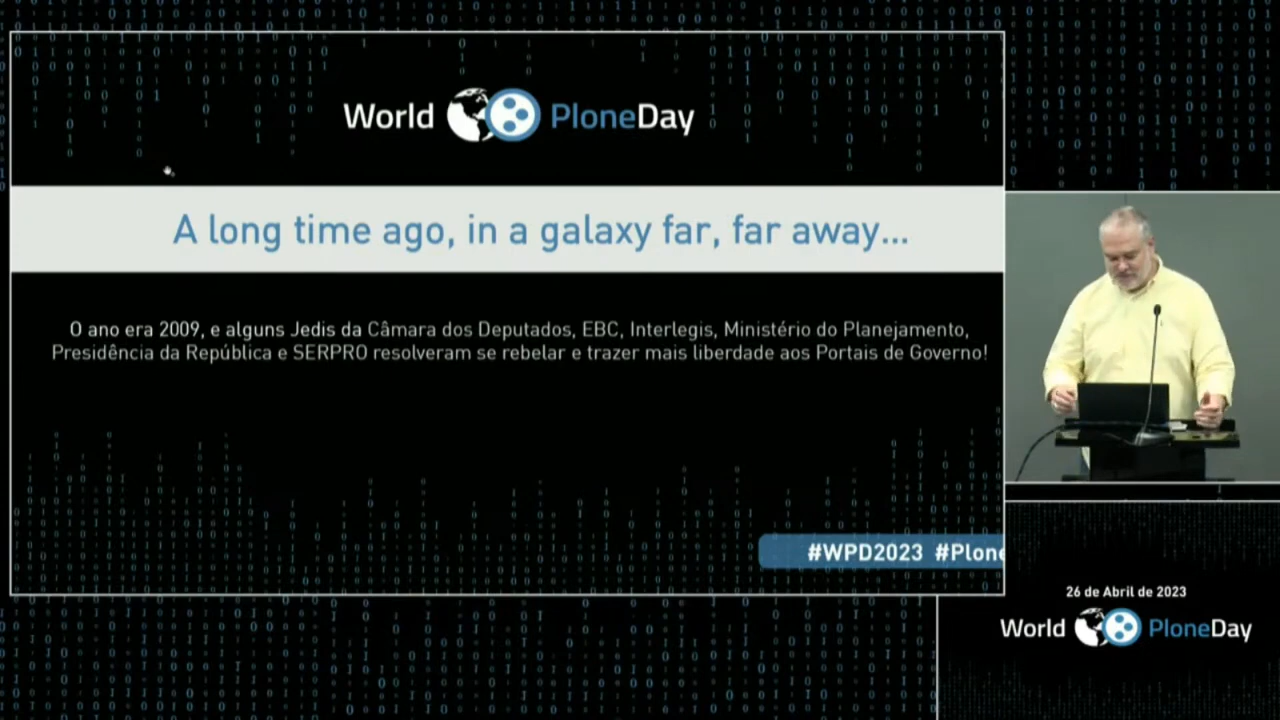 World PloneDay
A long time ago, in a galaxy far, far away...
O ano era 2009, e alguns Jedis da Câmara dos Deputados, EBC, Interlegis, Ministério do Planejamento,
Presidência da República e SERPRO resolveram se rebelar e trazer mais liberdade aos Portais de Governo!
#WPD2023 #Plone
26 de Abril de 2023
World PloneDay